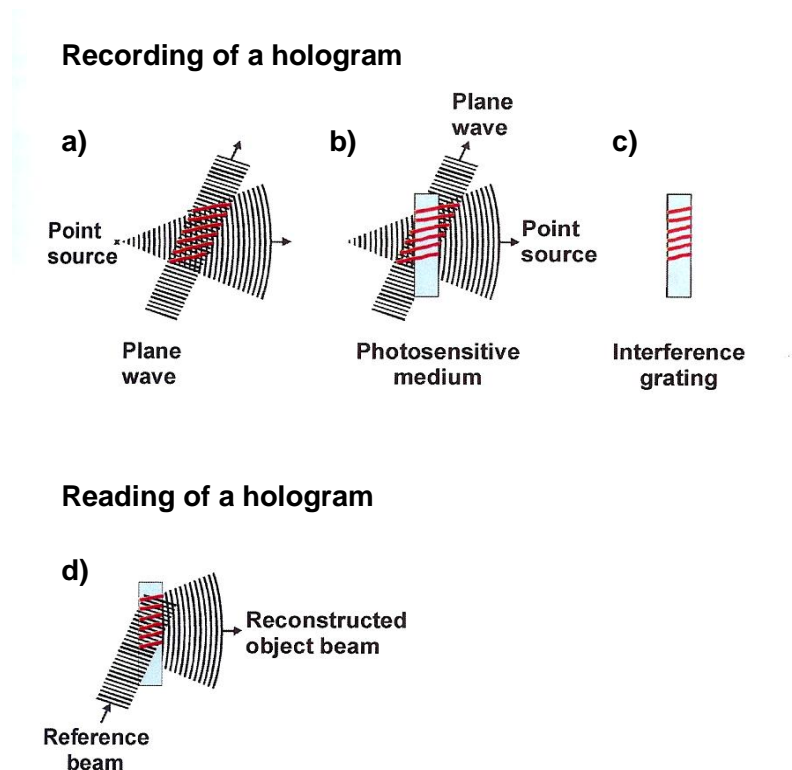 Recording of a hologram
a)
Point
source
Plane
wave
b)
Plane
wave
Point
source
Photosensitive
medium
c)
Interference
grating
Reading of a hologram
d)
Reconstructed
object beam
Reference
beam